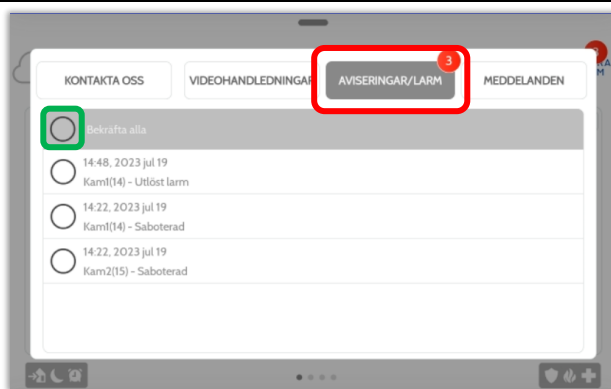 KONTAKTA OSS
VIDEOHANDLEDNINGAR
AVISERINGAR/LARM
3
MEDDELANDEN
Bekräfta alla
14:48, 2023 jul 19
Kam1(14) - Utlöst larm
14:22, 2023 jul 19
Kam1(14) - Saboterad
14:22, 2023 jul 19
Kam2(15) - Saboterad